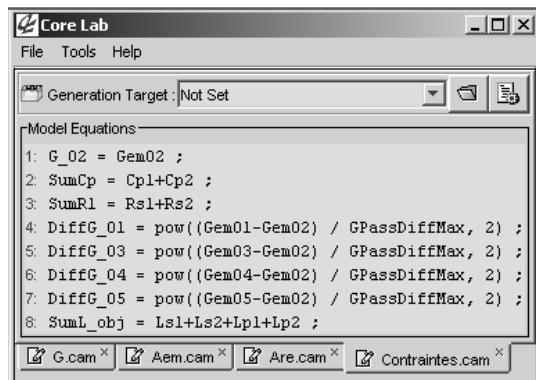 Core Lab
File Tools Help
Generation Target : Not Set
Model Equations
1: G_02 = Gem02 ;
2: SumCp = Cp1+Cp2 ;
3: SumRl = Rs1+Rs2 ;
4: DiffG_01 = pow((Gem01-Gem02) / GPassDiffMax, 2) ;
5: DiffG_03 = pow((Gem03-Gem02) / GPassDiffMax, 2) ;
6: DiffG_04 = pow((Gem04-Gem02) / GPassDiffMax, 2) ;
7: DiffG_05 = pow((Gem05-Gem02) / GPassDiffMax, 2) ;
8: SumL_obj = Ls1+Ls2+Lp1+Lp2 ;
G.cam × Aem.cam × Are.cam × Contraintes.cam ×